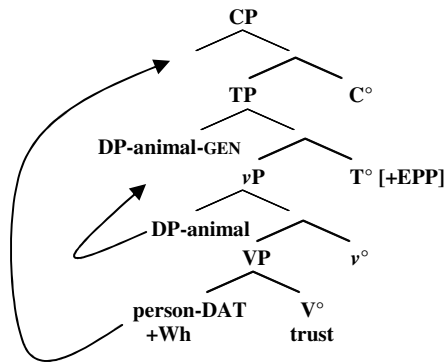 CP
TP C°
DP-animal-GEN
vP T° [+EPP]
DP-animal
VP v°
person-DAT V°
+Wh trust